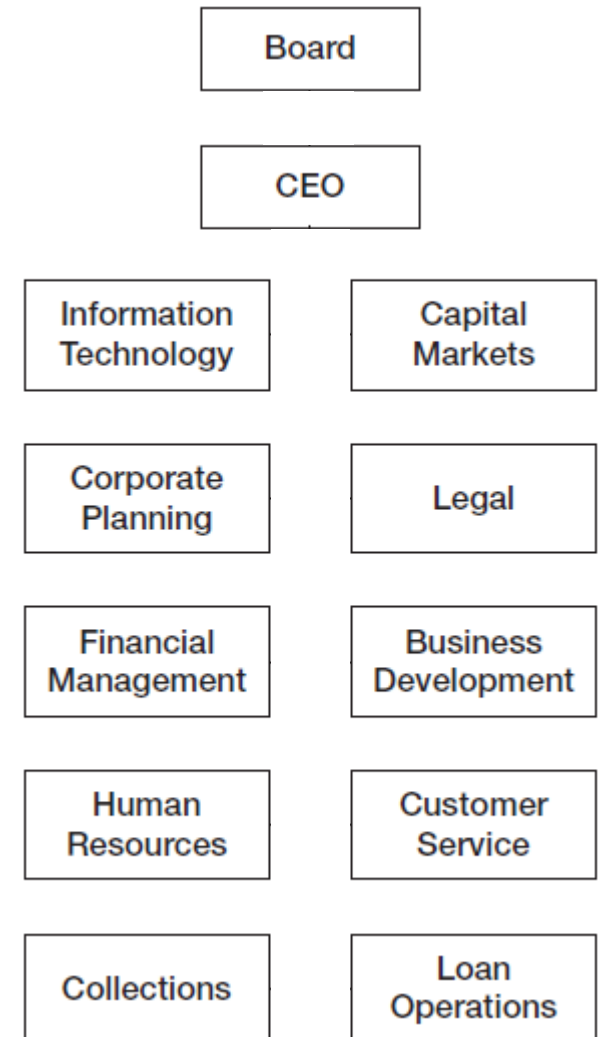 Board
CEO
Information
Technology
Capital
Markets
Corporate
Planning
Legal
Financial
Management
Business
Development
Human
Resources
Customer
Service
Collections
Loan
Operations